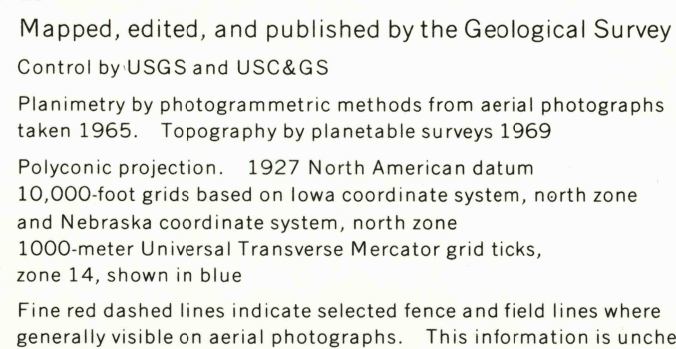 Mapped, edited, and published by the Geological Survey
Control by USGS and USC&GS
Planimetry by photogrammetric methods from aerial photographs
taken 1965. Topography by planetable surveys 1969
Polyconic projection. 1927 North American datum
10,000-foot grids based on Iowa coordinate system, north zone
and Nebraska coordinate system, north zone
1000-meter Universal Transverse Mercator grid ticks,
zone 14, shown in blue
Fine red dashed lines indicate selected fence and field lines where
generally visible on aerial photographs. This information is unche